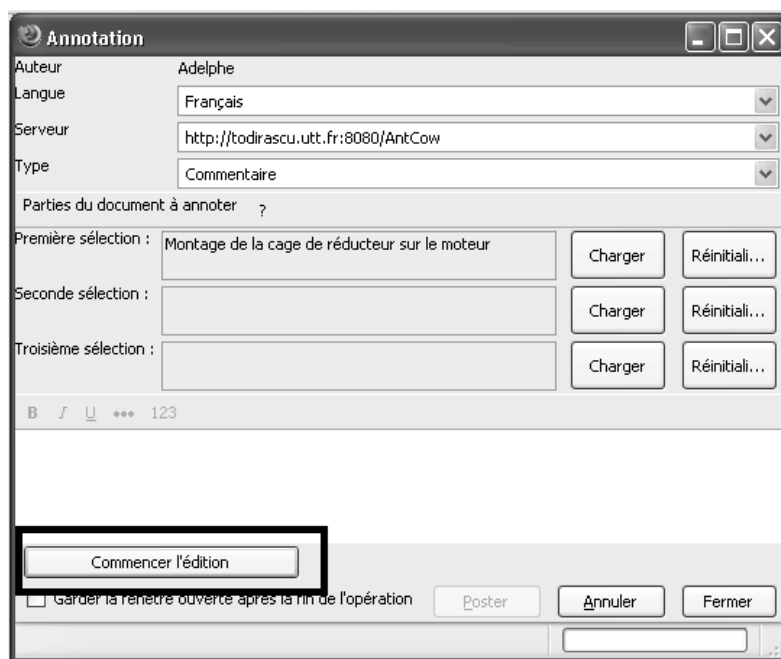 Annotation
Auteur Adelphe
Langue Français
Serveur http://todirascu.utt.fr:8080/AntCow
Type Commentaire
Parties du document à annoter ?
Première sélection : Montage de la cage de réducteur sur le moteur Charger Réinitiali...
Seconde sélection : Charger Réinitiali...
Troisième sélection : Charger Réinitiali...
B I U ••• 123
Commencer l'édition
Garder la fenêtre ouverte après la fin de l'opération Poster Annuler Fermer